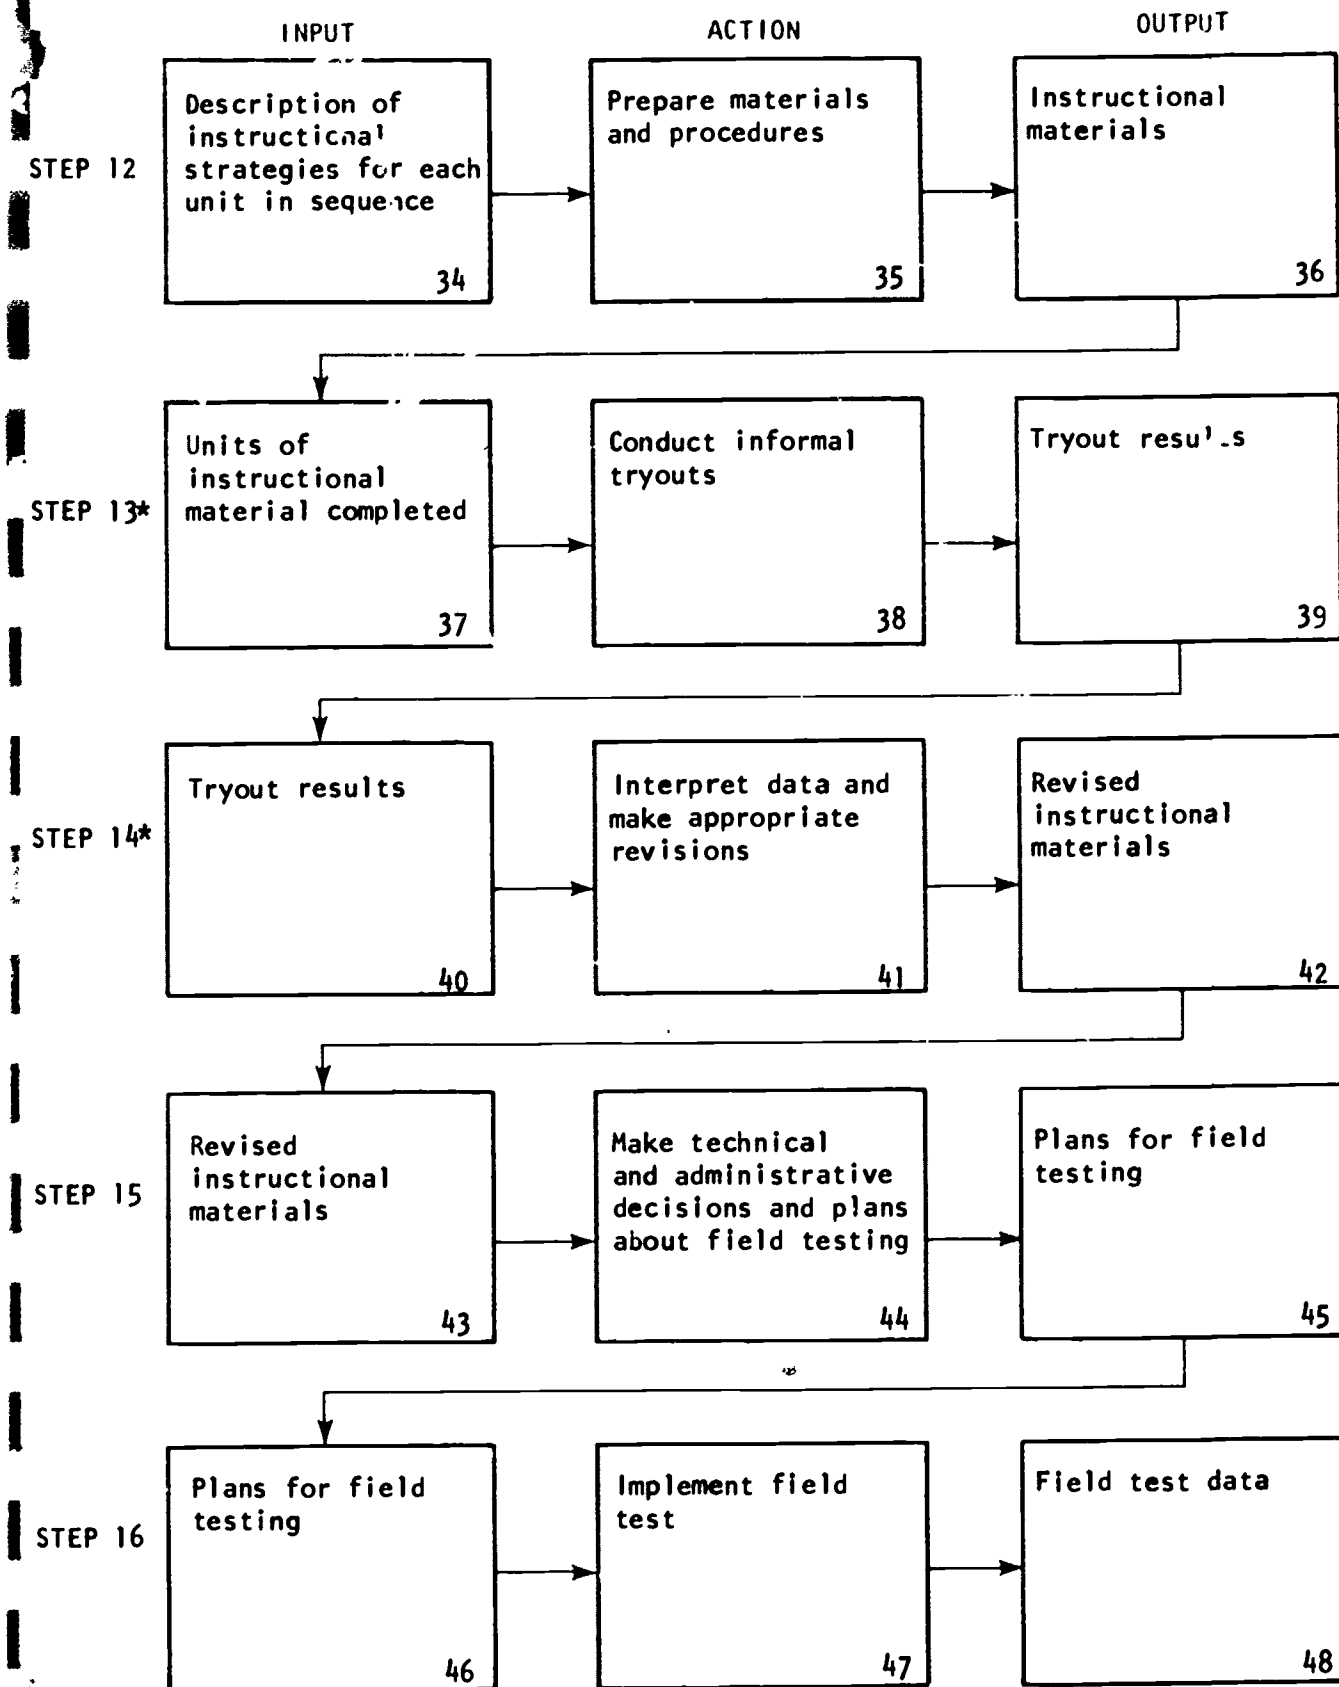 INPUT
ACTION
OUTPUT
STEP 12
Description of
instructional
strategies for each
unit in sequence
34
Prepare materials
and procedures
35
Instructional
materials
36
STEP 13*
Units of
instructional
material completed
37
Conduct informal
tryouts
38
Tryout results
39
STEP 14*
Tryout results
40
Interpret data and
make appropriate
revisions
41
Revised
instructional
materials
42
STEP 15
Revised
instructional
materials
43
Make technical
and administrative
decisions and plans
about field testing
44
Plans for field
testing
45
STEP 16
Plans for field
testing
46
Implement field
test
47
Field test data
48